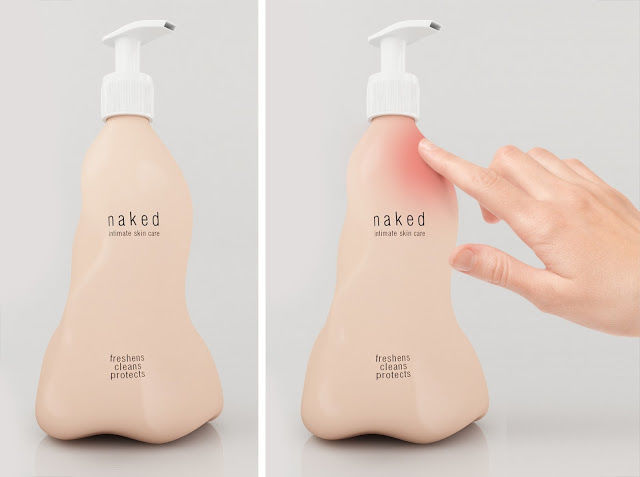 naked
intimate skin care
freshens
cleans
protects
naked
intimate skin care
freshens
cleans
protects